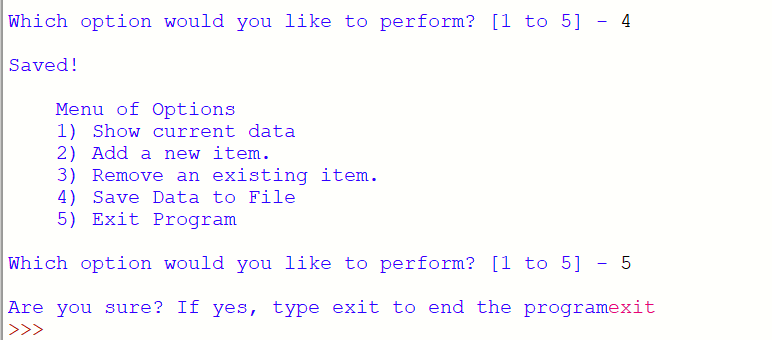 Which option would you like to perform? [1 to 5] - 4
Saved!
Menu of Options
1) Show current data
2) Add a new item.
3) Remove an existing item.
4) Save Data to File
5) Exit Program
Which option would you like to perform? [1 to 5] - 5
Are you sure? If yes, type exit to end the programexit
>>>